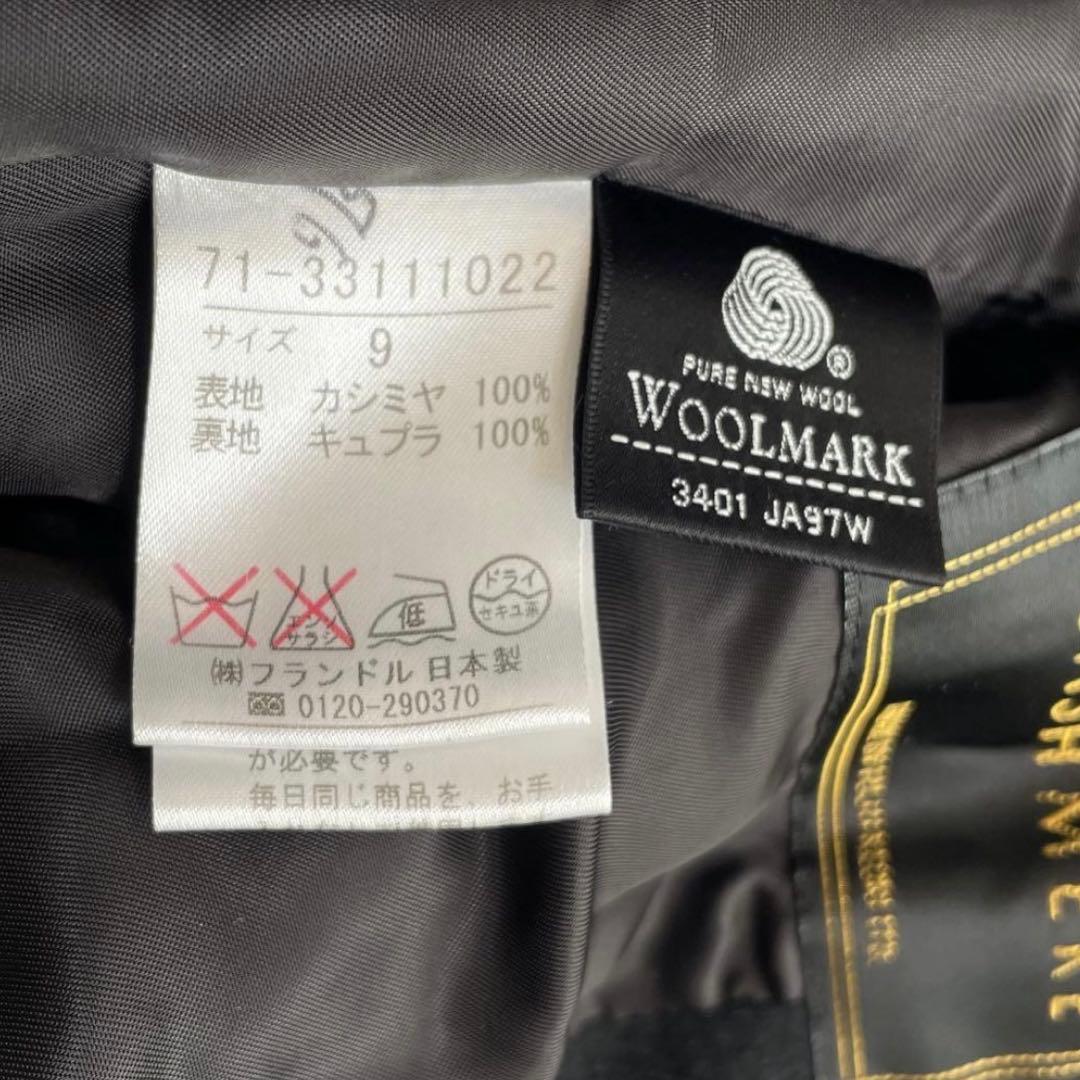 71-33111022
サイズ 9
表地 カシミヤ 100%
裏地 キュプラ 100%
エンソ
サラシ
低
ドライ
セキユ系
㈱フランドル 日本製
0120-290370
が必要です。
毎日同じ商品を、お手
PURE NEW WOOL
WOOLMARK
3401 JA97W